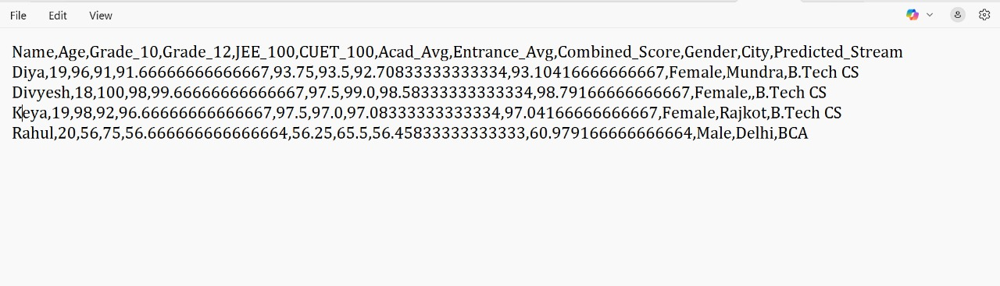 File Edit View
Name,Age,Grade_10,Grade_12,JEE_100,CUET_100,Acad_Avg,Entrance_Avg,Combined_Score,Gender,City,Predicted_Stream
Diya,19,96,91,91.66666666666667,93.75,93.5,92.70833333333334,93.10416666666667,Female,Mundra,B.Tech CS
Divyesh,18,100,98,99.66666666666667,97.5,99.0,98.58333333333334,98.79166666666667,Female,,B.Tech CS
Keya,19,98,92,96.66666666666667,97.5,97.0,97.08333333333334,97.04166666666667,Female,Rajkot,B.Tech CS
Rahul,20,56,75,56.666666666666664,56.25,65.5,56.45833333333333,60.979166666666664,Male,Delhi,BCA